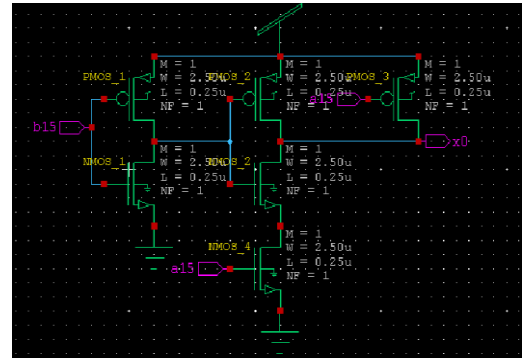 PMOS_1
M = 1
W = 2.50u
L = 0.25u
NF = 1
PMOS_2
M = 1
W = 2.50u
L = 0.25u
NF = 1
PMOS_3
M = 1
W = 2.50u
L = 0.25u
NF = 1
a15
b15
x0
NMOS_1
M = 1
W = 2.50u
L = 0.25u
NF = 1
NMOS_2
M = 1
W = 2.50u
L = 0.25u
NF = 1
NMOS_4
M = 1
W = 2.50u
L = 0.25u
NF = 1
a15